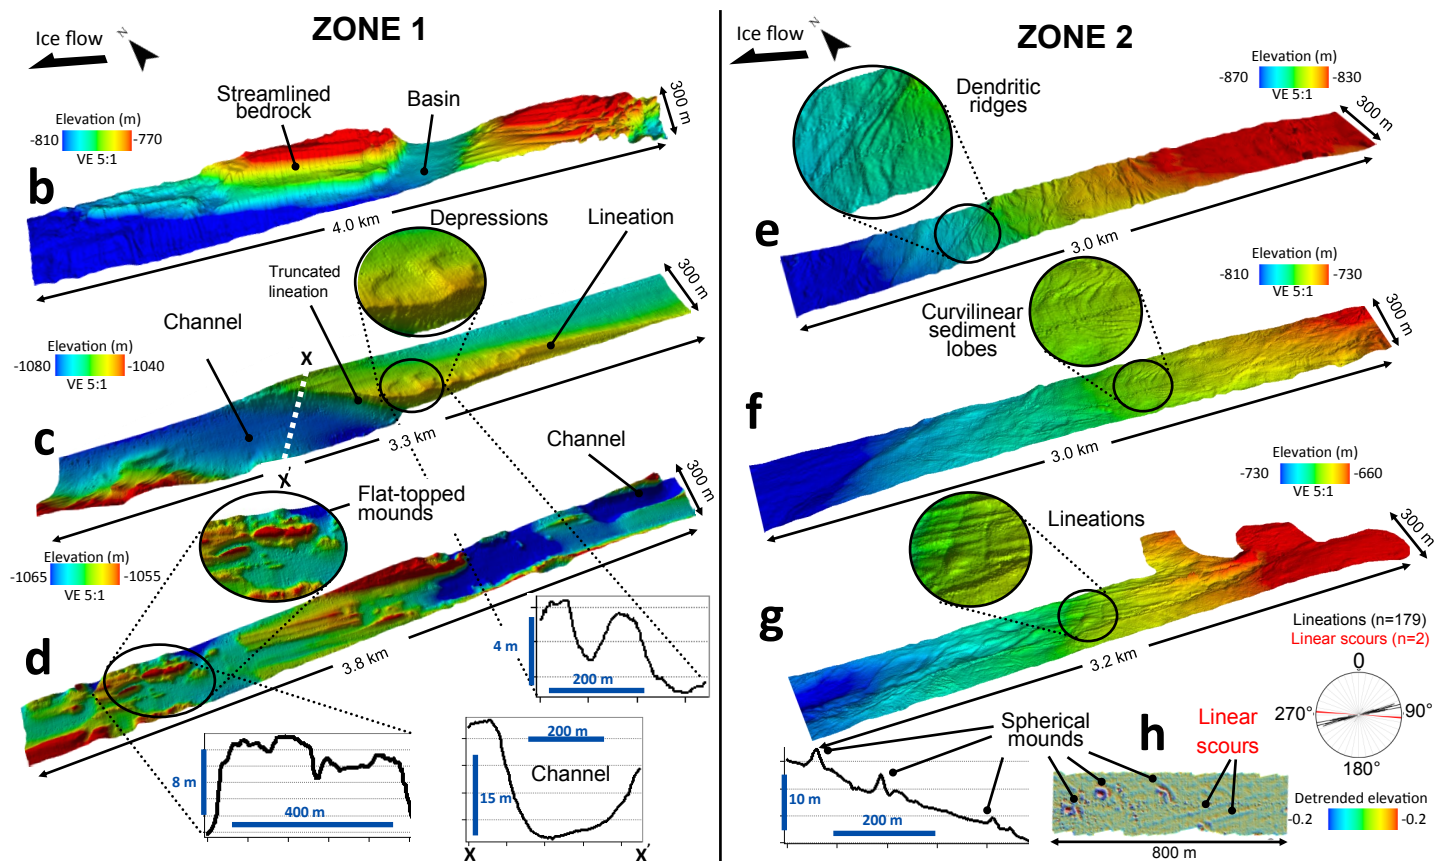 ZONE 1
Ice flow
N
Elevation (m)
-810
-770
VE 5:1
Streamlined
bedrock
Basin
300 m
b
4.0 km
Depressions
Lineation
Truncated
lineation
Channel
300 m
Elevation (m)
-1080
-1040
VE 5:1
X
X'
c
3.3 km
Channel
300 m
Flat-topped
mounds
Elevation (m)
-1065
-1055
VE 5:1
d
3.8 km
4 m
200 m
8 m
400 m
200 m
15 m
Channel
X
X'
ZONE 2
Ice flow
N
Dendritic
ridges
Elevation (m)
-870
-830
VE 5:1
300 m
e
3.0 km
Elevation (m)
-810
-730
VE 5:1
Curvilinear
sediment
lobes
300 m
f
3.0 km
Elevation (m)
-730
-660
VE 5:1
Lineations
300 m
g
3.2 km
Lineations (n=179)
Linear scours (n=2)
0
270°
90°
180°
Spherical
mounds
h
Linear
scours
10 m
200 m
Detrended elevation
-0.2
-0.2
800 m